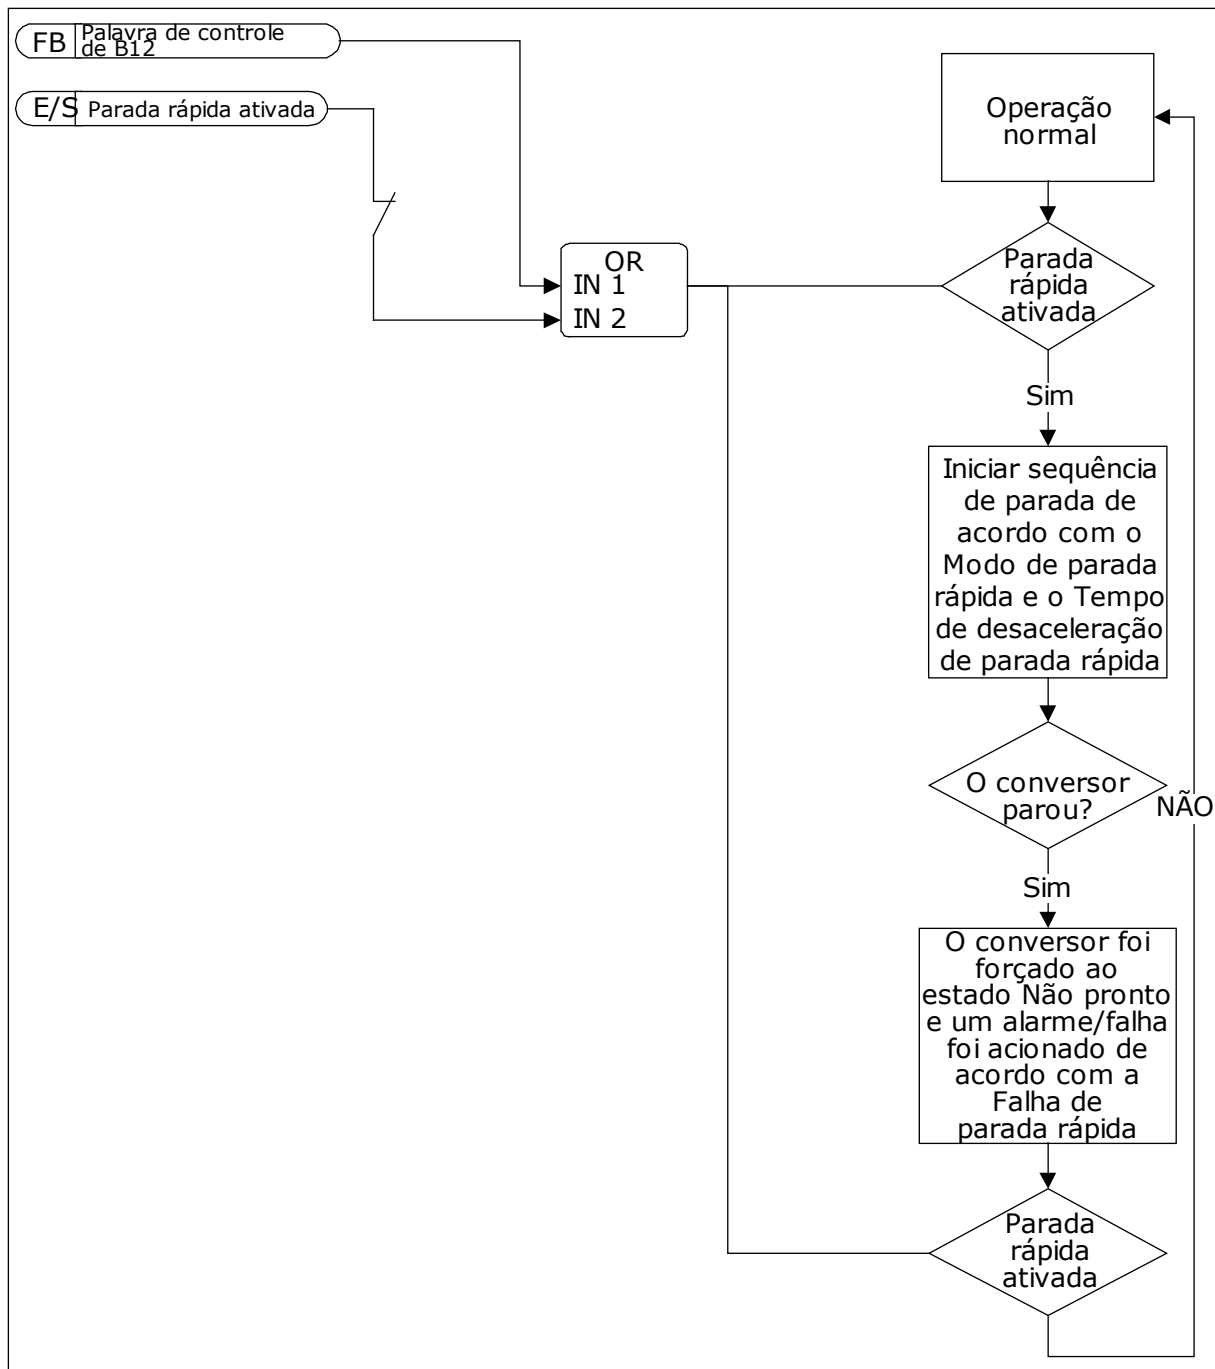 FB
Palavra de controle
de B12
E/S
Parada rápida ativada
OR
IN 1
IN 2
Operação
normal
Parada
rápida
ativada
Sim
Iniciar sequência
de parada de
acordo com o
Modo de parada
rápida e o Tempo
de desaceleração
de parada rápida
O conversor
parou?
NÃO
Sim
O conversor foi
forçado ao
estado Não pronto
e um alarme/falha
foi acionado de
acordo com a
Falha de
parada rápida
Parada
rápida
ativada